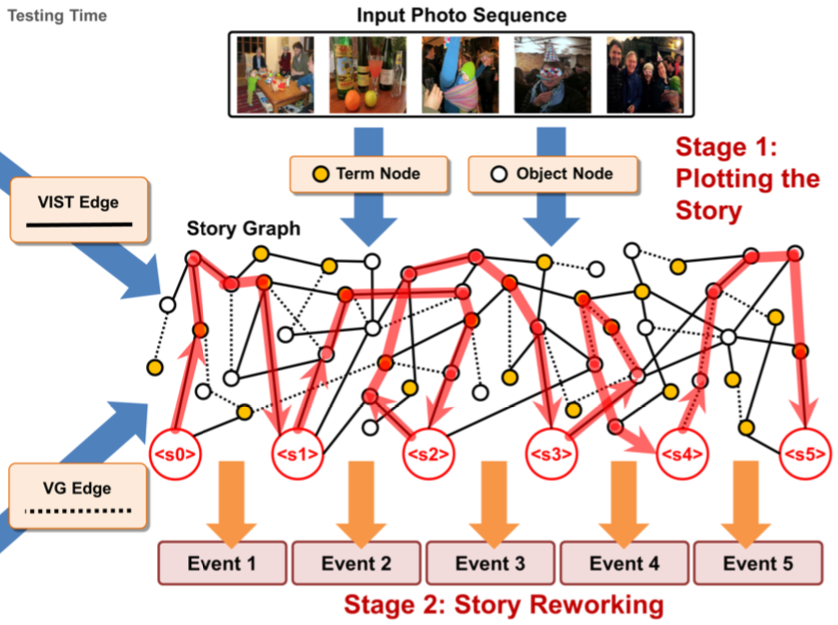 Testing Time
Input Photo Sequence
Term Node
Object Node
Stage 1:
Plotting the
Story
VIST Edge
Story Graph
VG Edge
<s0>
<s1>
<s2>
<s3>
<s4>
<s5>
Event 1
Event 2
Event 3
Event 4
Event 5
Stage 2: Story Reworking